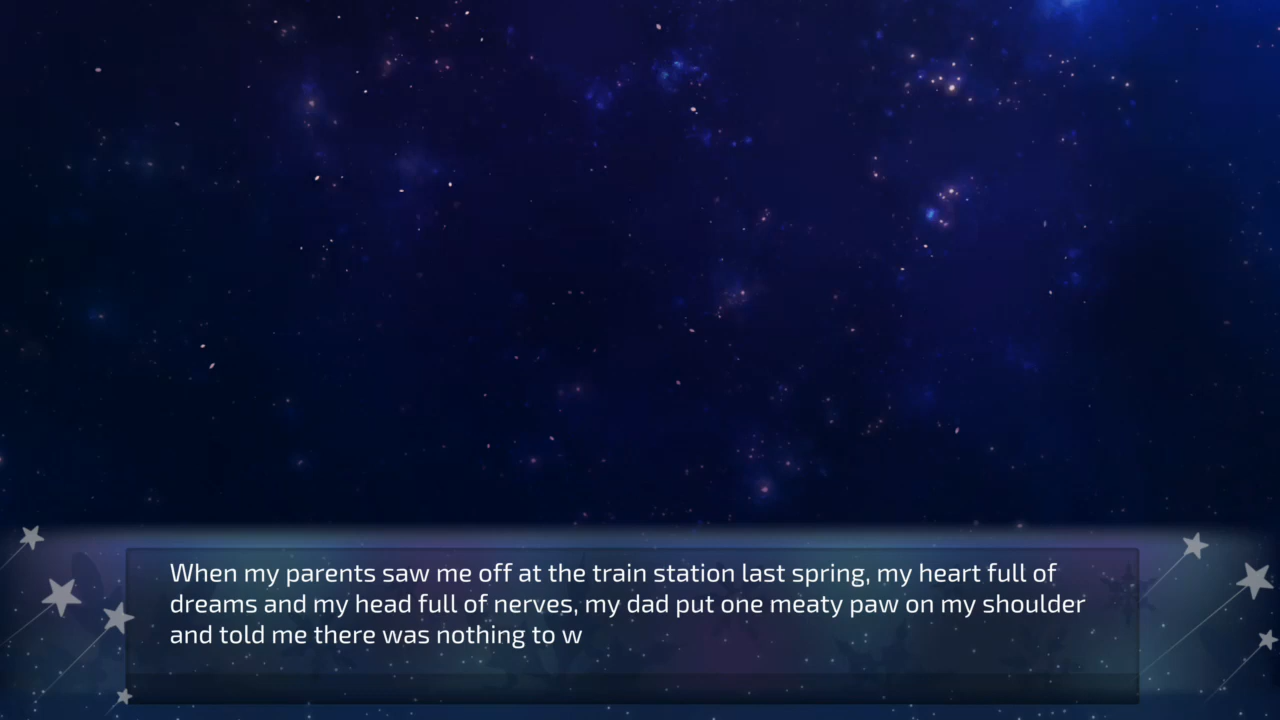 When my parents saw me off at the train station last spring, my heart full of
dreams and my head full of nerves, my dad put one meaty paw on my shoulder
and told me there was nothing to w